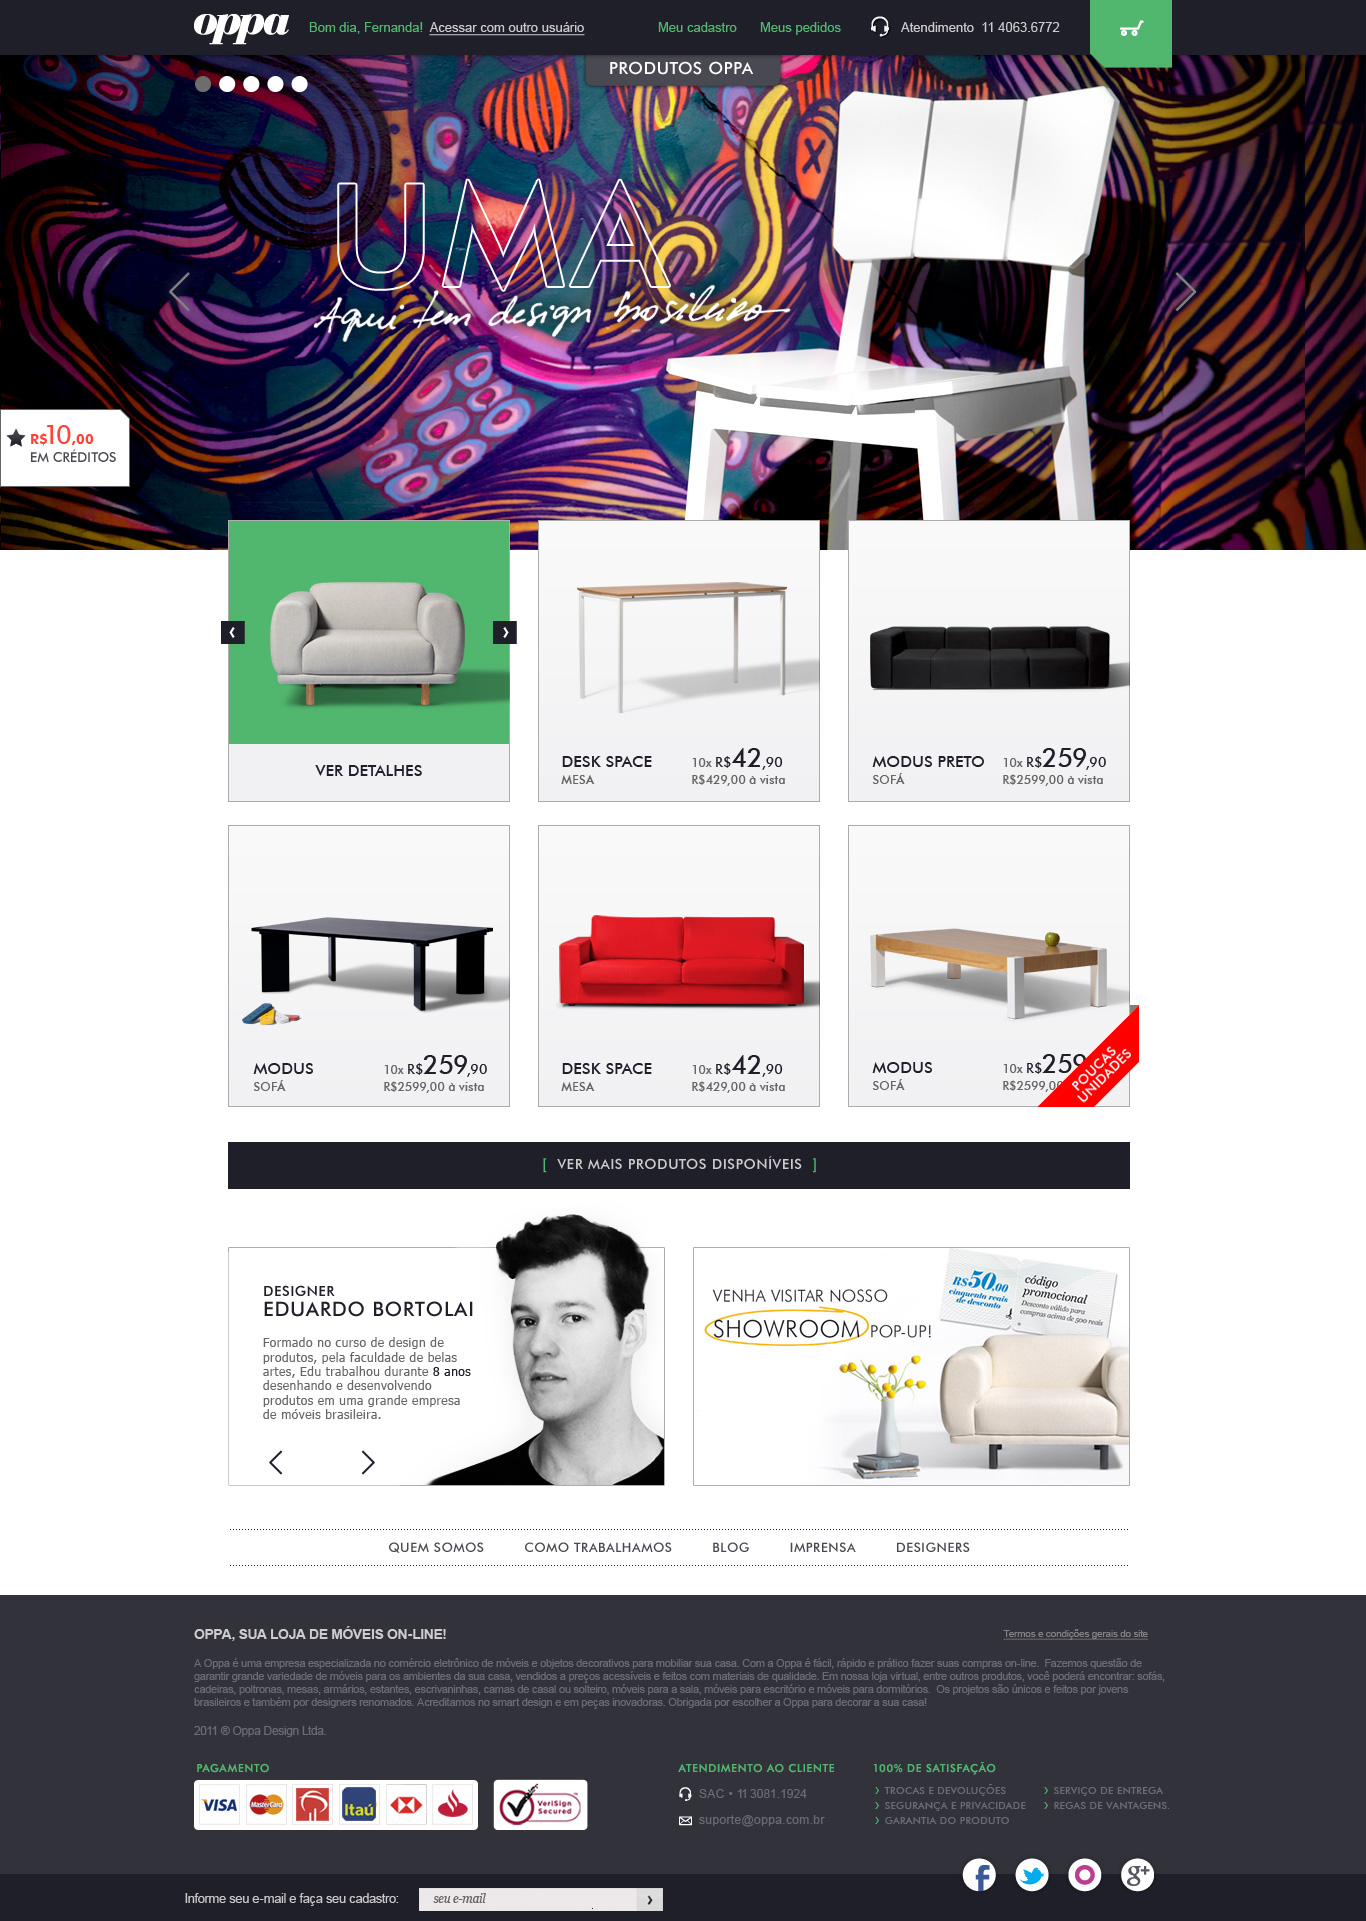 oppa
Bom dia, Fernanda! Acessar com outro usuário
Meu cadastro
Meus pedidos
Atendimento 11 4063.6772
PRODUTOS OPPA
UMA
Aqui tem design brasileiro
R$10,00
EM CRÉDITOS
VER DETALHES
DESK SPACE 10x R$42,90
MESA R$429,00 à vista
MODUS PRETO 10x R$259,90
SOFÁ R$2599,00 à vista
MODUS 10x R$259,90
SOFÁ R$2599,00 à vista
DESK SPACE 10x R$42,90
MESA R$429,00 à vista
MODUS 10x R$259
SOFÁ R$2599,00
POUCAS
UNIDADES
[ VER MAIS PRODUTOS DISPONÍVEIS ]
DESIGNER
EDUARDO BORTOLAI
Formado no curso de design de
produtos, pela faculdade de belas
artes, Edu trabalhou durante 8 anos
desenhando e desenvolvendo
produtos em uma grande empresa
de móveis brasileira.
VENHA VISITAR NOSSO
SHOWROOM POP-UP!
R$50,00
cinquenta reais
de desconto
código
promocional
Desconto válido para
compras acima de 500 reais
QUEM SOMOS
COMO TRABALHAMOS
BLOG
IMPRENSA
DESIGNERS
OPPA, SUA LOJA DE MÓVEIS ON-LINE!
Termos e condições gerais do site
A Oppa é uma empresa especializada no comércio eletrônico de móveis e objetos decorativos para mobiliar sua casa. Com a Oppa é fácil, rápido e prático fazer suas compras on-line. Fazemos questão de
garantir grande variedade de móveis para os ambientes da sua casa, vendidos a preços acessíveis e feitos com materiais de qualidade. Em nossa loja virtual, entre outros produtos, você poderá encontrar: sofás,
cadeiras, poltronas, mesas, armários, estantes, escrivaninhas, camas de casal ou solteiro, móveis para a sala, móveis para escritório e móveis para dormitórios. Os projetos são únicos e feitos por jovens
brasileiros e também por designers renomados. Acreditamos no smart design e em peças inovadoras. Obrigada por escolher a Oppa para decorar a sua casa!
2011 ® Oppa Design Ltda.
PAGAMENTO
VISA
MasterCard
Itaú
VeriSign
Secured
ATENDIMENTO AO CLIENTE
SAC • 11 3081.1924
suporte@oppa.com.br
100% DE SATISFAÇÃO
TROCAS E DEVOLUÇÕES
SEGURANÇA E PRIVACIDADE
GARANTIA DO PRODUTO
SERVIÇO DE ENTREGA
REGAS DE VANTAGENS.
f
g+
Informe seu e-mail e faça seu cadastro:
seu e-mail